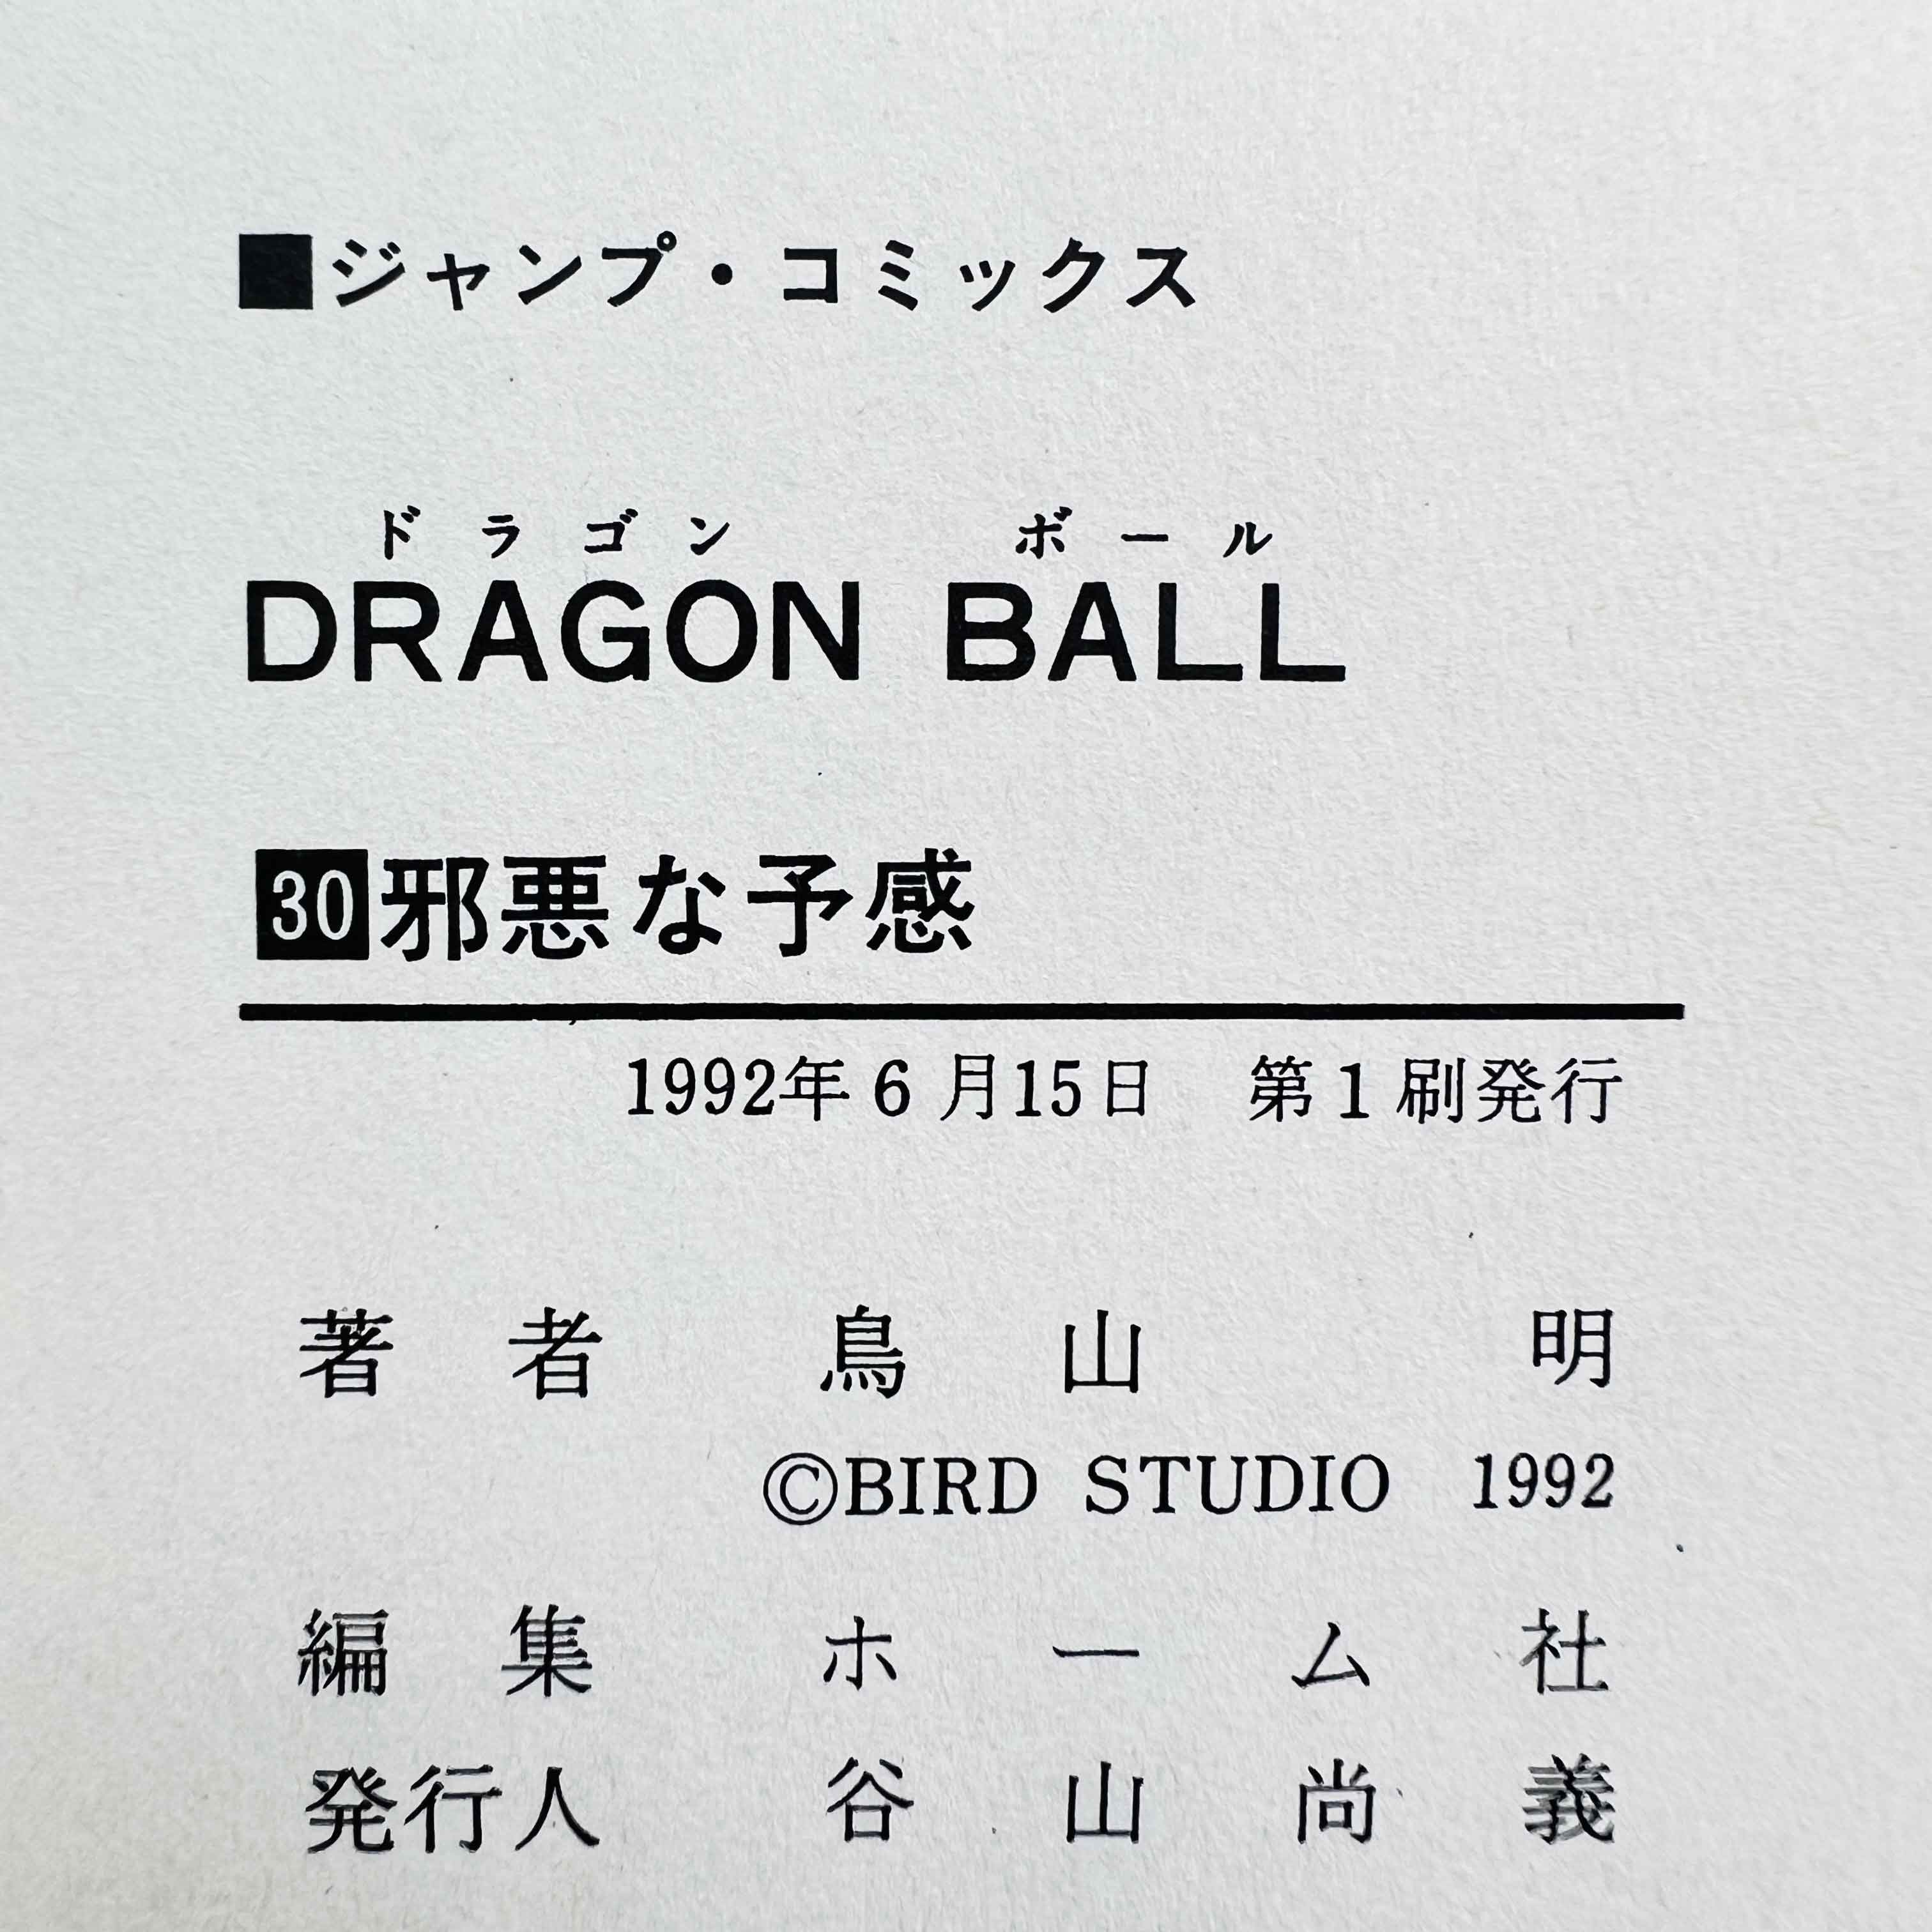 ■ジャンプ・コミックス
ドラゴン ボール
DRAGON BALL
30邪悪な予感
1992年6月15日 第1刷発行
著者 鳥山 明
©BIRD STUDIO 1992
編集 ホーム社
発行人 谷山尚義